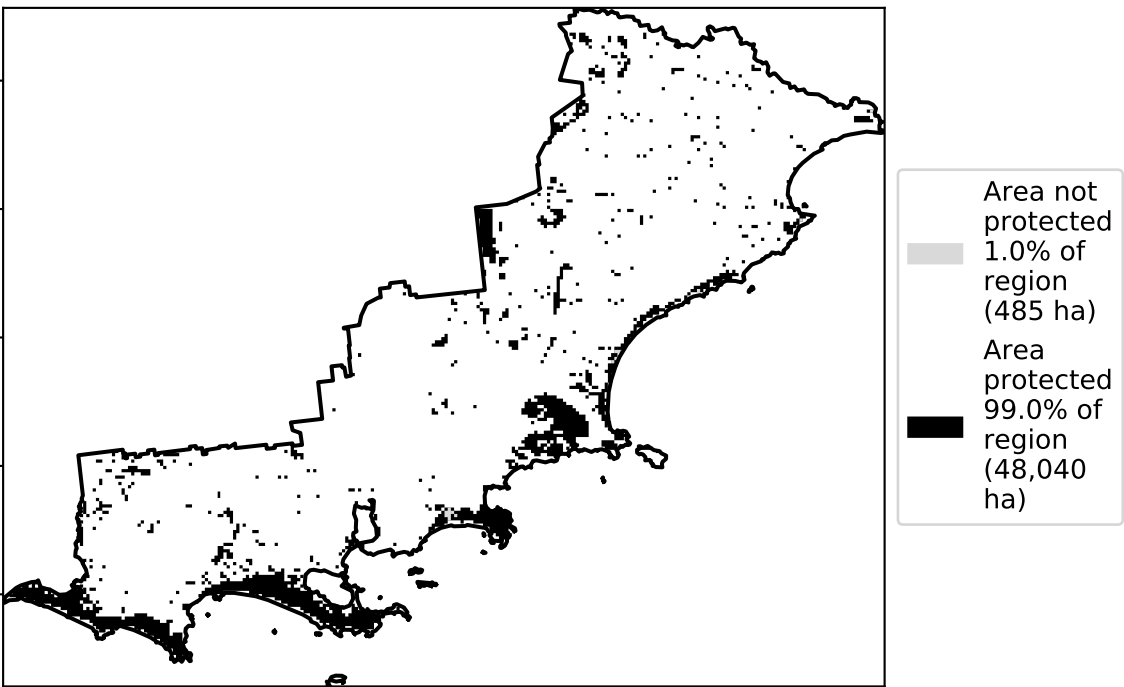 Area not
protected
1.0% of
region
(485 ha)
Area
protected
99.0% of
region
(48,040
ha)